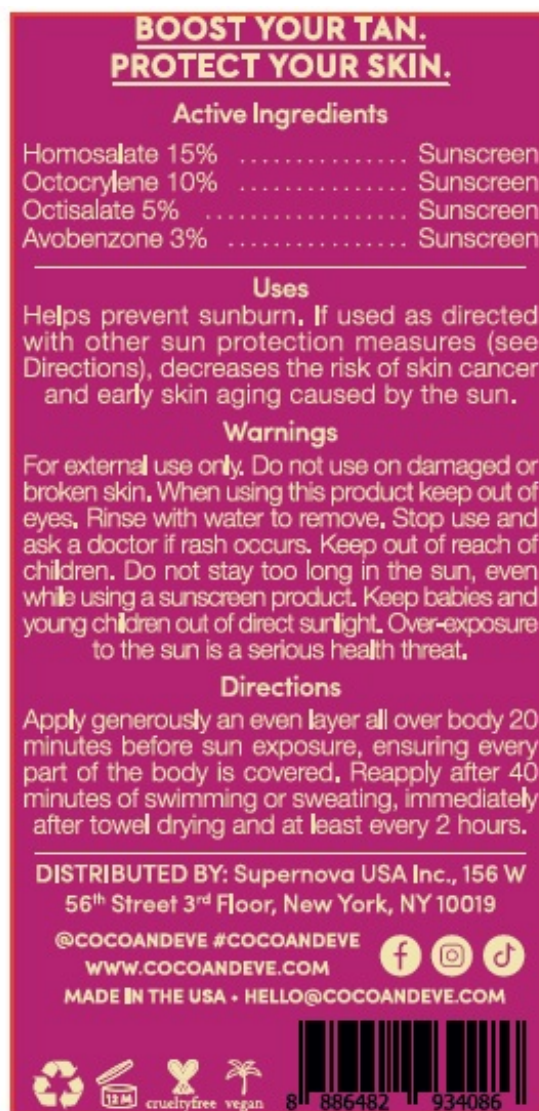 BOOST YOUR TAN.
PROTECT YOUR SKIN.
Active Ingredients
Homosalate 15% ............... Sunscreen
Octocrylene 10% ............... Sunscreen
Octisalate 5% .................. Sunscreen
Avobenzone 3% ................ Sunscreen
Uses
Helps prevent sunburn. If used as directed
with other sun protection measures (see
Directions), decreases the risk of skin cancer
and early skin aging caused by the sun.
Warnings
For external use only. Do not use on damaged or
broken skin. When using this product keep out of
eyes. Rinse with water to remove. Stop use and
ask a doctor if rash occurs. Keep out of reach of
children. Do not stay too long in the sun, even
while using a sunscreen product. Keep babies and
young children out of direct sunlight. Over-exposure
to the sun is a serious health threat.
Directions
Apply generously an even layer all over body 20
minutes before sun exposure, ensuring every
part of the body is covered. Reapply after 40
minutes of swimming or sweating, immediately
after towel drying and at least every 2 hours.
DISTRIBUTED BY: Supernova USA Inc., 156 W
56th Street 3rd Floor, New York, NY 10019
@COCOANDEVE #COCOANDEVE
WWW.COCOANDEVE.COM
MADE IN THE USA • HELLO@COCOANDEVE.COM
12M crueltyfree vegan 8 886482 934086